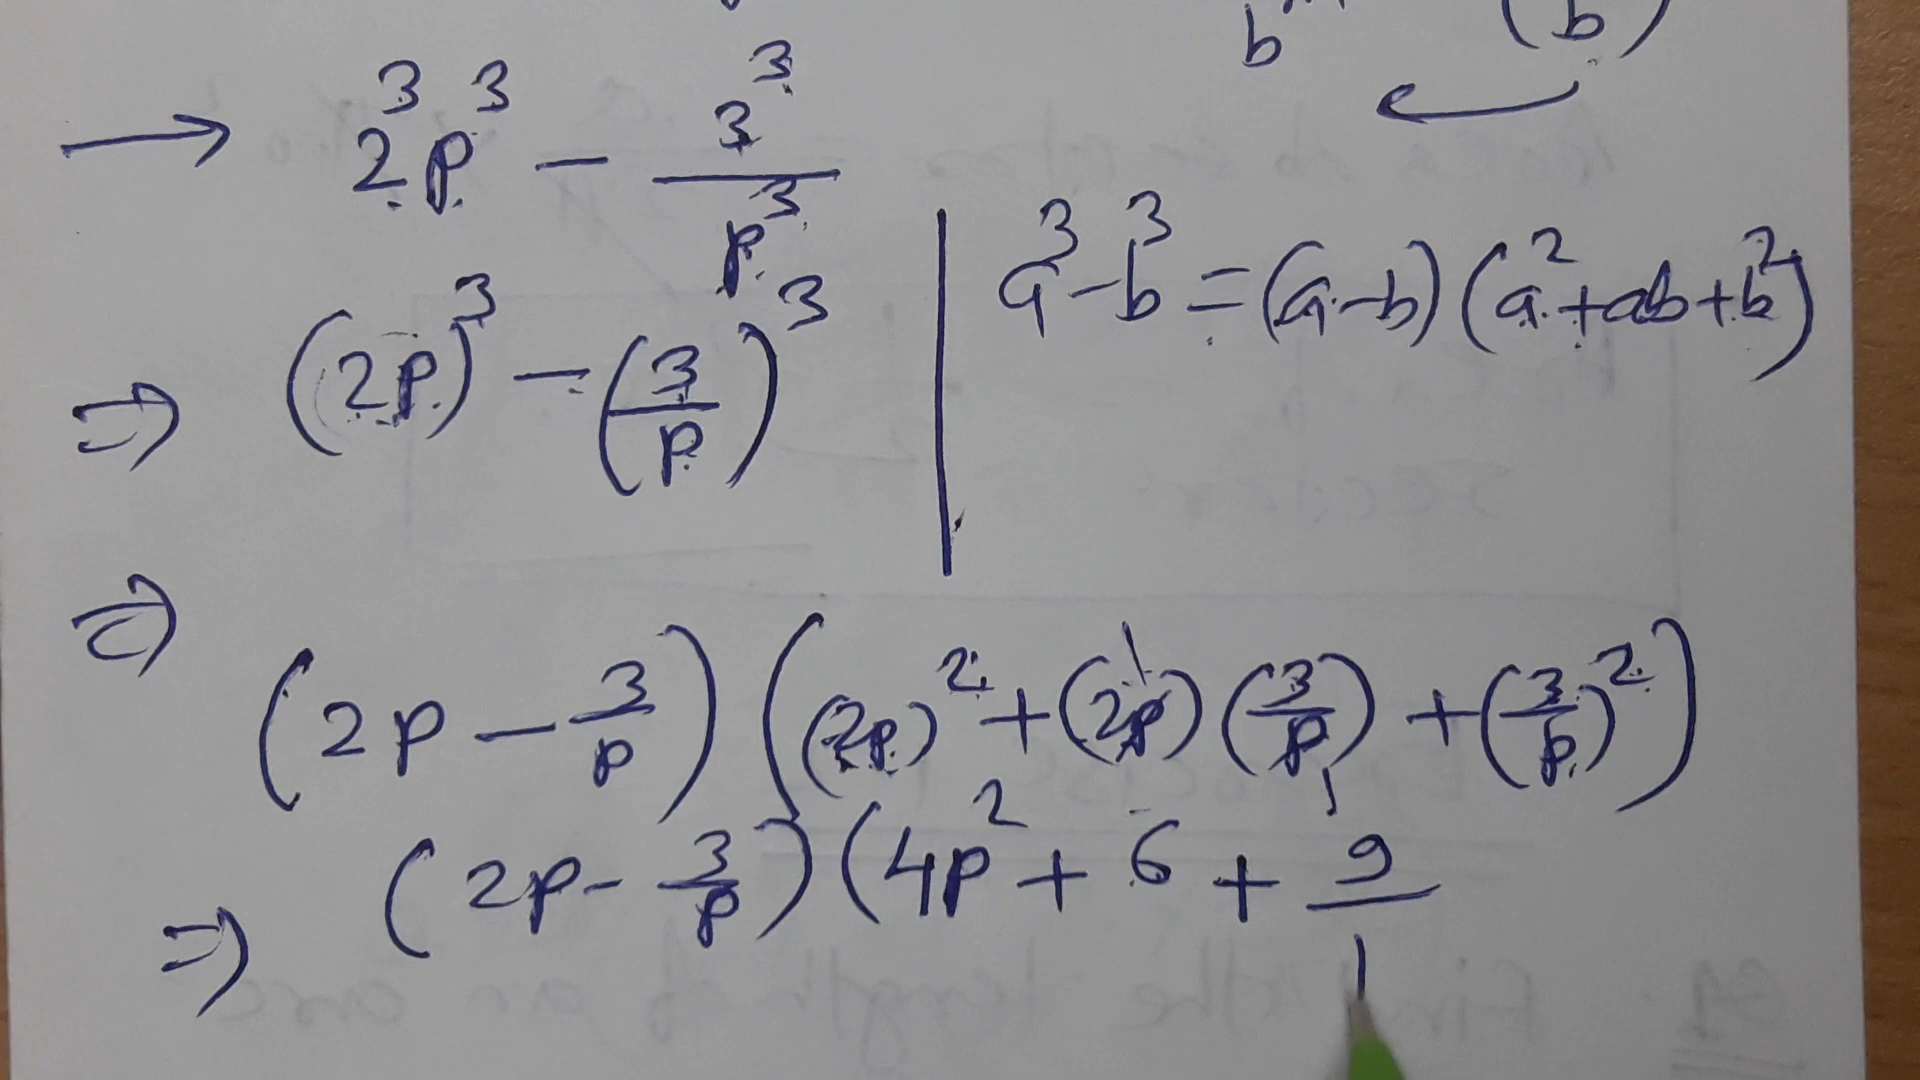 → 2³p³ − 3³/p³
⇒ (2p)³ − (3/p)³
a³−b³ = (a−b)(a²+ab+b²)
⇒ (2p − 3/p)((2p)² + (2p)(3/p) + (3/p)²)
⇒ (2p − 3/p)(4p² + 6 + 9/